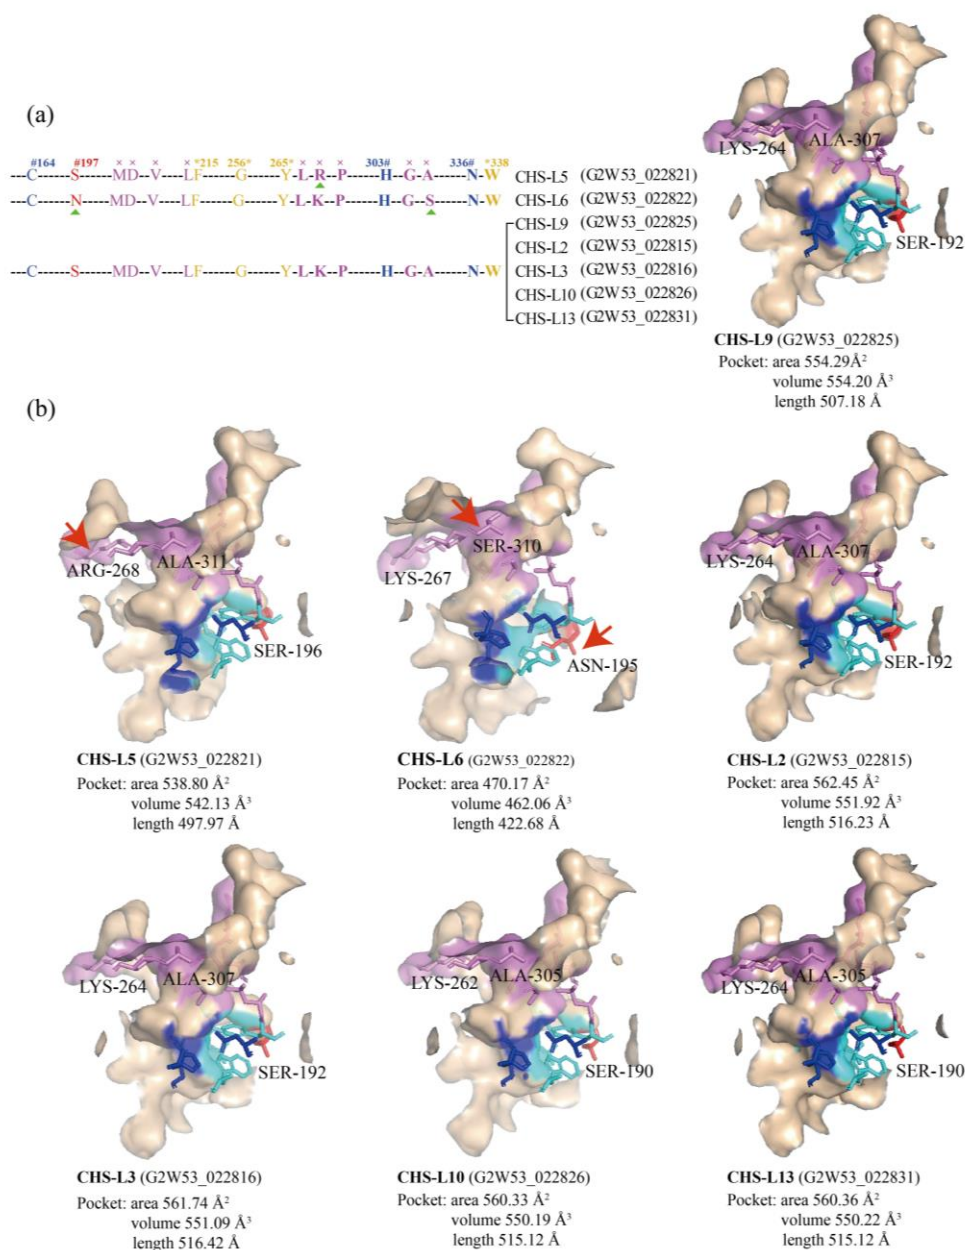 (a)
#164 #197 × × × × *215 256* 265* × × × 303# × × 336# *338
--C-----S-----MD--V---LF-----G----Y-L-R-P-----H--G-A-----N-W CHS-L5 (G2W53_022821)
--C-----N-----MD--V---LF-----G----Y-L-K-P-----H--G-S-----N-W CHS-L6 (G2W53_022822)
CHS-L9 (G2W53_022825)
CHS-L2 (G2W53_022815)
--C-----S-----MD--V---LF-----G----Y-L-K-P-----H--G-A-----N-W CHS-L3 (G2W53_022816)
CHS-L10 (G2W53_022826)
CHS-L13 (G2W53_022831)
LYS-264
ALA-307
SER-192
CHS-L9 (G2W53_022825)
Pocket: area 554.29Å²
volume 554.20 Å³
length 507.18 Å
(b)
ARG-268
ALA-311
SER-196
CHS-L5 (G2W53_022821)
Pocket: area 538.80 Å²
volume 542.13 Å³
length 497.97 Å
SER-310
LYS-267
ASN-195
CHS-L6 (G2W53_022822)
Pocket: area 470.17 Å²
volume 462.06 Å³
length 422.68 Å
LYS-264
ALA-307
SER-192
CHS-L2 (G2W53_022815)
Pocket: area 562.45 Å²
volume 551.92 Å³
length 516.23 Å
LYS-264
ALA-307
SER-192
CHS-L3 (G2W53_022816)
Pocket: area 561.74 Å²
volume 551.09 Å³
length 516.42 Å
LYS-262
ALA-305
SER-190
CHS-L10 (G2W53_022826)
Pocket: area 560.33 Å²
volume 550.19 Å³
length 515.12 Å
LYS-264
ALA-305
SER-190
CHS-L13 (G2W53_022831)
Pocket: area 560.36 Å²
volume 550.22 Å³
length 515.12 Å